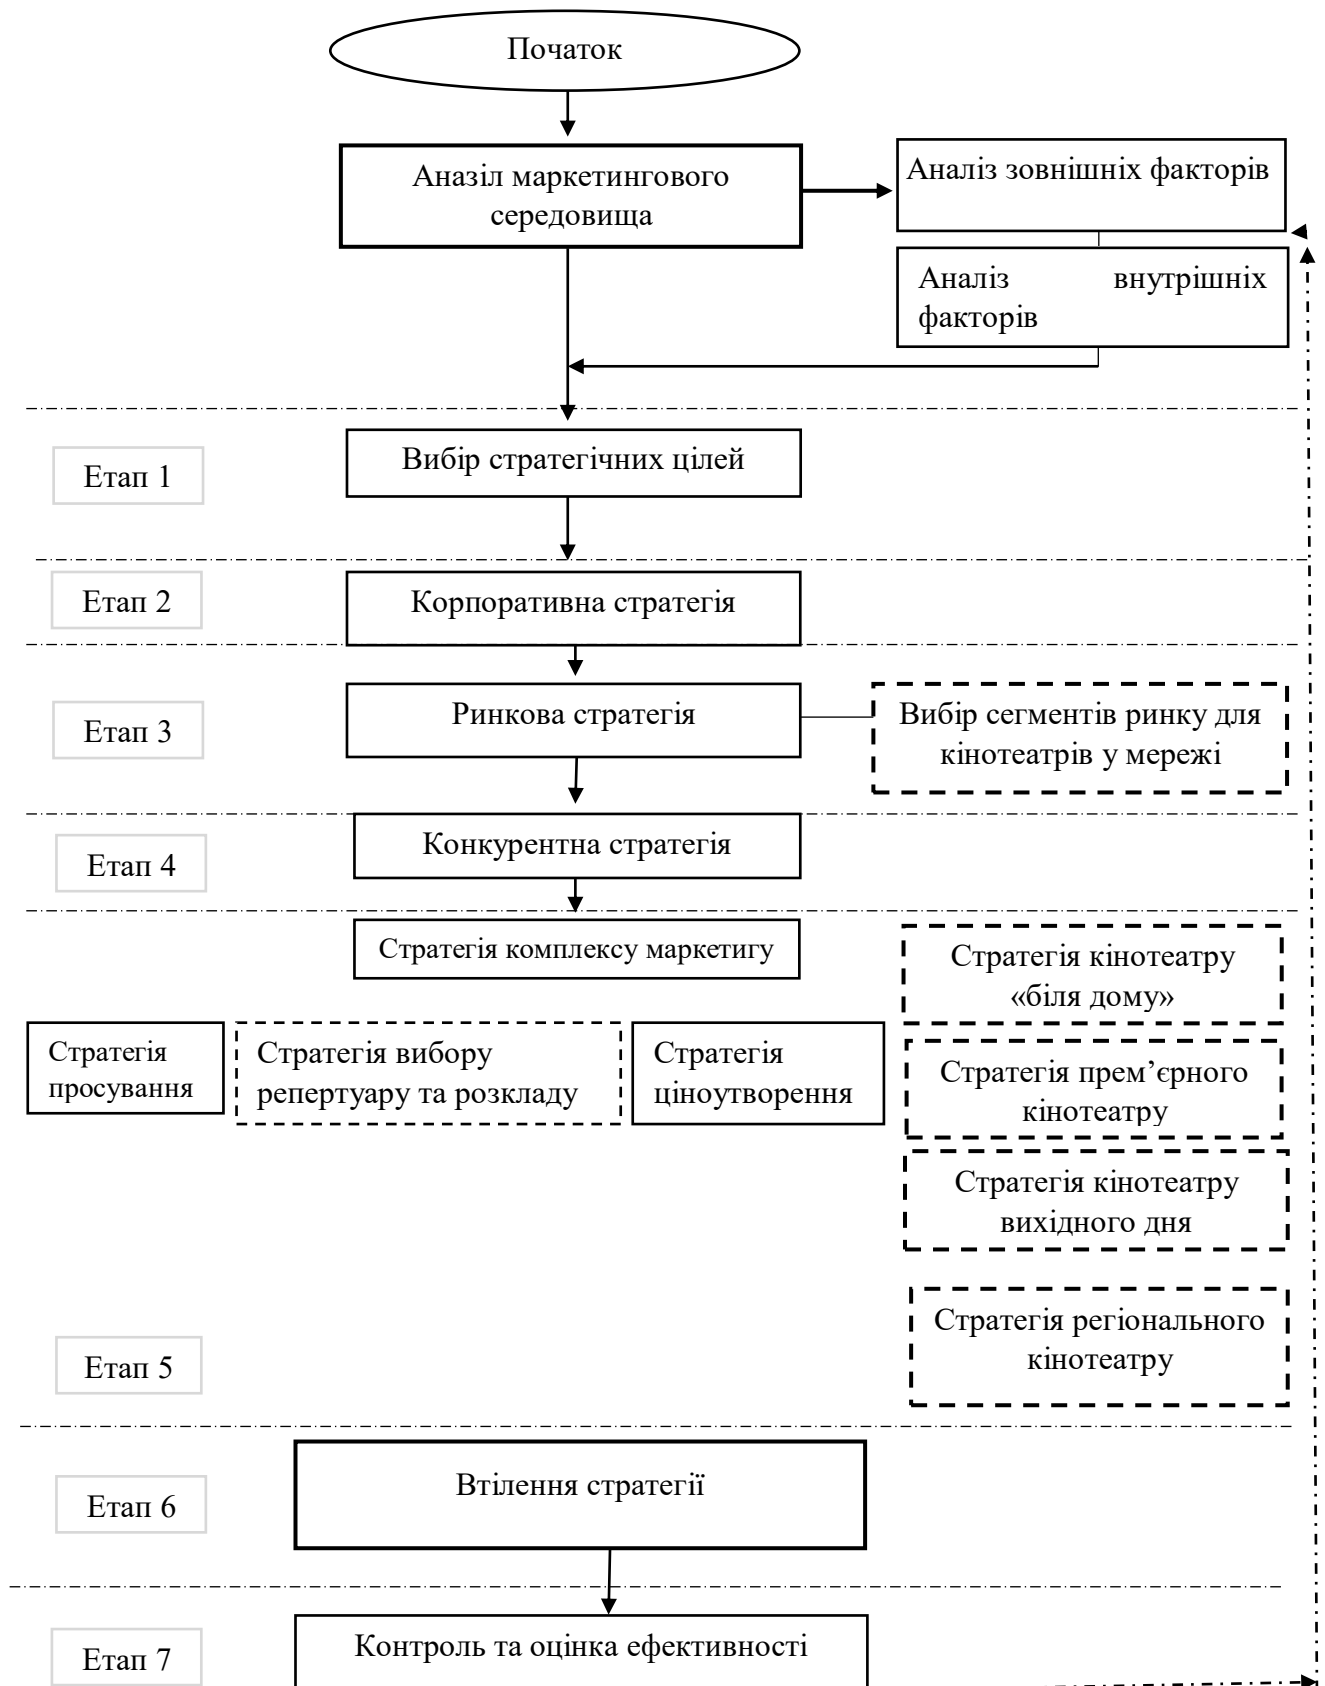 Початок
Аназіл маркетингового
середовища
Аналіз зовнішніх факторів
Аналіз внутрішніх
факторів
Етап 1
Вибір стратегічних цілей
Етап 2
Корпоративна стратегія
Етап 3
Ринкова стратегія
Вибір сегментів ринку для
кінотеатрів у мережі
Етап 4
Конкурентна стратегія
Стратегія комплексу маркетигу
Стратегія кінотеатру
«біля дому»
Стратегія
просування
Стратегія вибору
репертуару та розкладу
Стратегія
ціноутворення
Стратегія прем’єрного
кінотеатру
Стратегія кінотеатру
вихідного дня
Стратегія регіонального
кінотеатру
Етап 5
Втілення стратегії
Етап 6
Контроль та оцінка ефективності
Етап 7